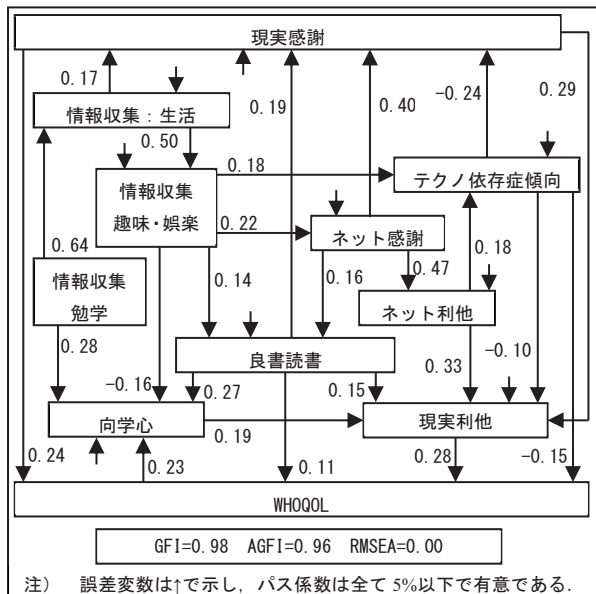 現実感謝
0.17
0.19
0.40
-0.24
0.29
情報収集：生活
0.50
0.18
テクノ依存症傾向
情報収集
趣味・娯楽
0.22
ネット感謝
0.64
0.14
0.16
0.47
0.18
情報収集
勉学
ネット利他
0.28
-0.16
良書読書
0.33
-0.10
0.27
0.15
向学心
0.19
現実利他
0.24
0.23
0.11
0.28
-0.15
WHOQOL
GFI=0.98 AGFI=0.96 RMSEA=0.00
注） 誤差変数は↑で示し，パス係数は全て 5%以下で有意である．